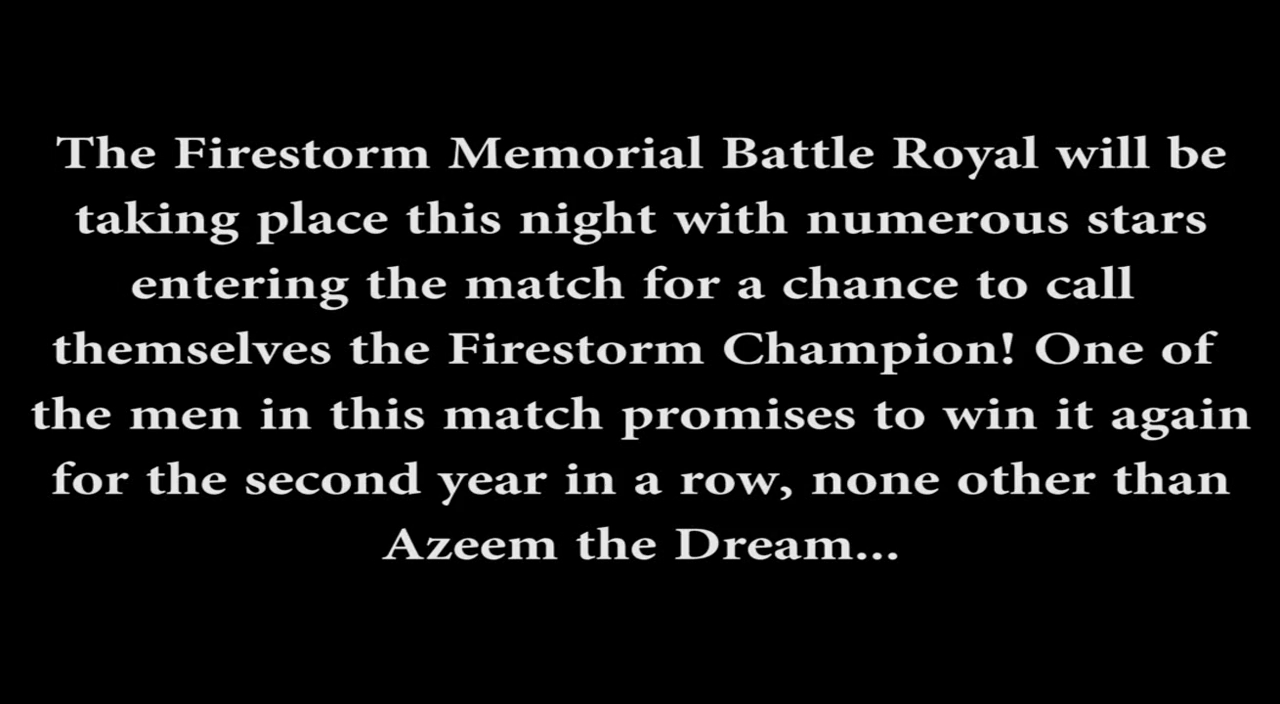 The Firestorm Memorial Battle Royal will be
taking place this night with numerous stars
entering the match for a chance to call
themselves the Firestorm Champion! One of
the men in this match promises to win it again
for the second year in a row, none other than
Azeem the Dream...